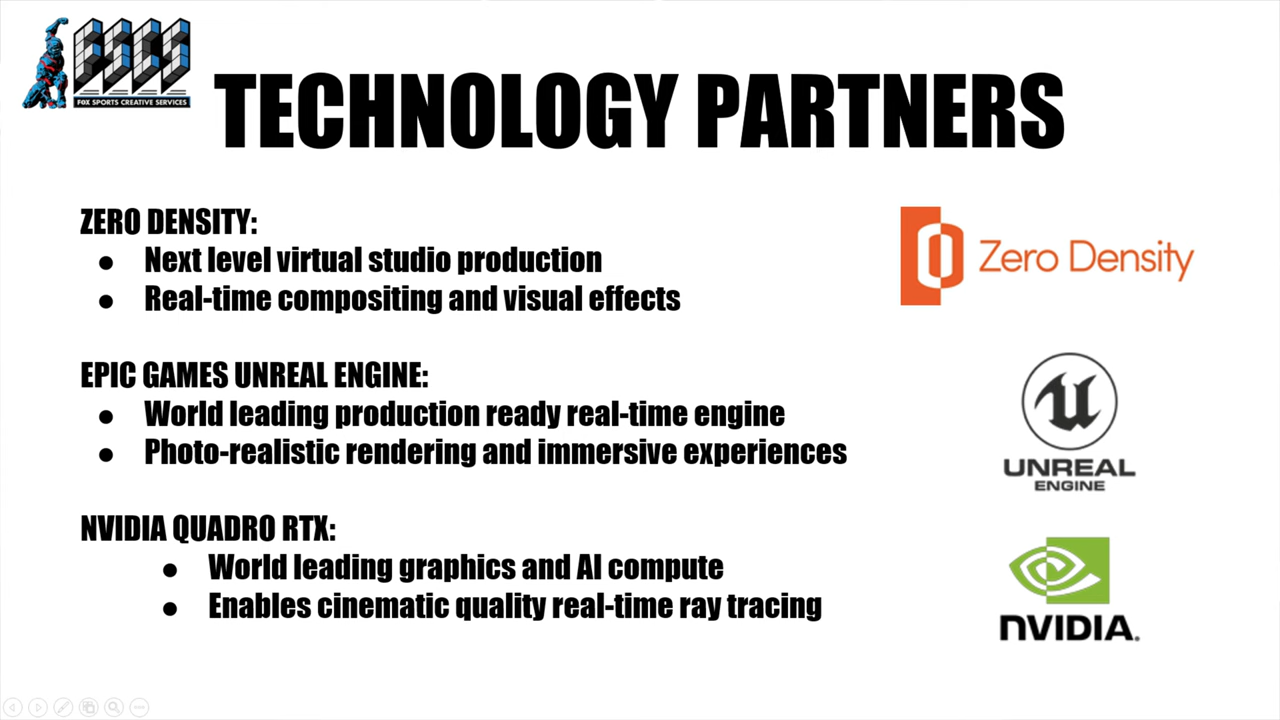 FSCS
FOX SPORTS CREATIVE SERVICES
TECHNOLOGY PARTNERS
ZERO DENSITY:
● Next level virtual studio production
● Real-time compositing and visual effects
Zero Density
EPIC GAMES UNREAL ENGINE:
● World leading production ready real-time engine
● Photo-realistic rendering and immersive experiences
UNREAL
ENGINE
NVIDIA QUADRO RTX:
● World leading graphics and AI compute
● Enables cinematic quality real-time ray tracing
NVIDIA.